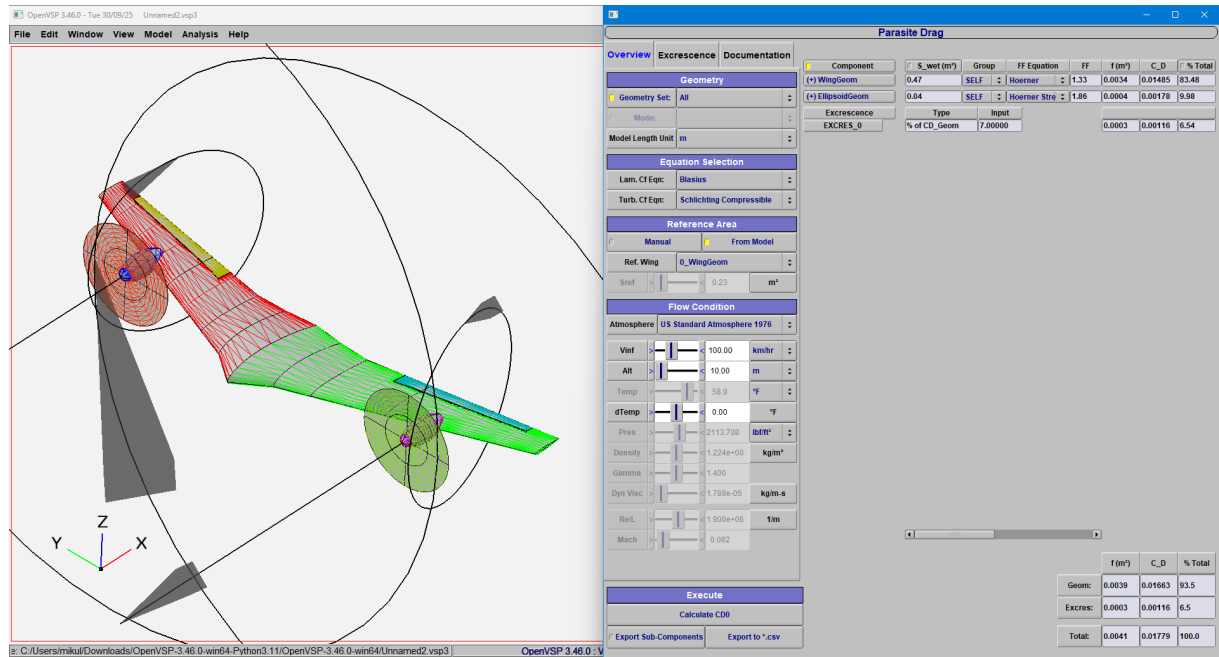 OpenVSP 3.46.0 - Tue 30/09/25 Unnamed2.vsp3
File Edit Window View Model Analysis Help
Z
Y X
e: C:/Users/mikul/Downloads/OpenVSP-3.46.0-win64-Python3.11/OpenVSP-3.46.0-win64/Unnamed2.vsp3 OpenVSP 3.46.0 : V
Parasite Drag
Overview Excrescence Documentation
Geometry
Geometry Set: All
Mode:
Model Length Unit m
Equation Selection
Lam. Cf Eqn: Blasius
Turb. Cf Eqn: Schlichting Compressible
Reference Area
Manual From Model
Ref. Wing 0_WingGeom
Sref > < 0.23 m²
Flow Condition
Atmosphere US Standard Atmosphere 1976
Vinf > < 100.00 km/hr
Alt > < 10.00 m
Temp > < 58.9 °F
dTemp > < 0.00 °F
Pres > < 2113.708 lbf/ft²
Density > < 1.224e+00 kg/m³
Gamma > < 1.400
Dyn Visc > < 1.789e-05 kg/m-s
Re/L > < 1.900e+06 1/m
Mach > < 0.082
Execute
Calculate CD0
Export Sub-Components Export to *.csv
Component S_wet (m²) Group FF Equation FF f (m²) C_D % Total
(+) WingGeom 0.47 SELF Hoerner 1.33 0.0034 0.01485 83.48
(+) EllipsoidGeom 0.04 SELF Hoerner Stre 1.86 0.0004 0.00178 9.98
Excrescence Type Input
EXCRES_0 % of CD_Geom 7.00000 0.0003 0.00116 6.54
f (m²) C_D % Total
Geom: 0.0039 0.01663 93.5
Excres: 0.0003 0.00116 6.5
Total: 0.0041 0.01779 100.0